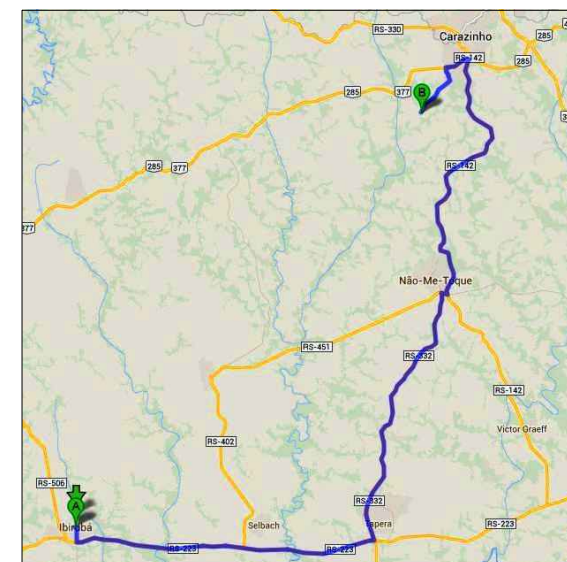 RS-330
Carazinho
285
RS-142
285
285
377
B
285
377
RS-142
377
Não-Me-Toque
RS-451
RS-332
RS-142
Victor Graeff
RS-402
RS-506
A
RS-332
Ibirubá
Selbach
Tapera
RS-223
RS-223
RS-223